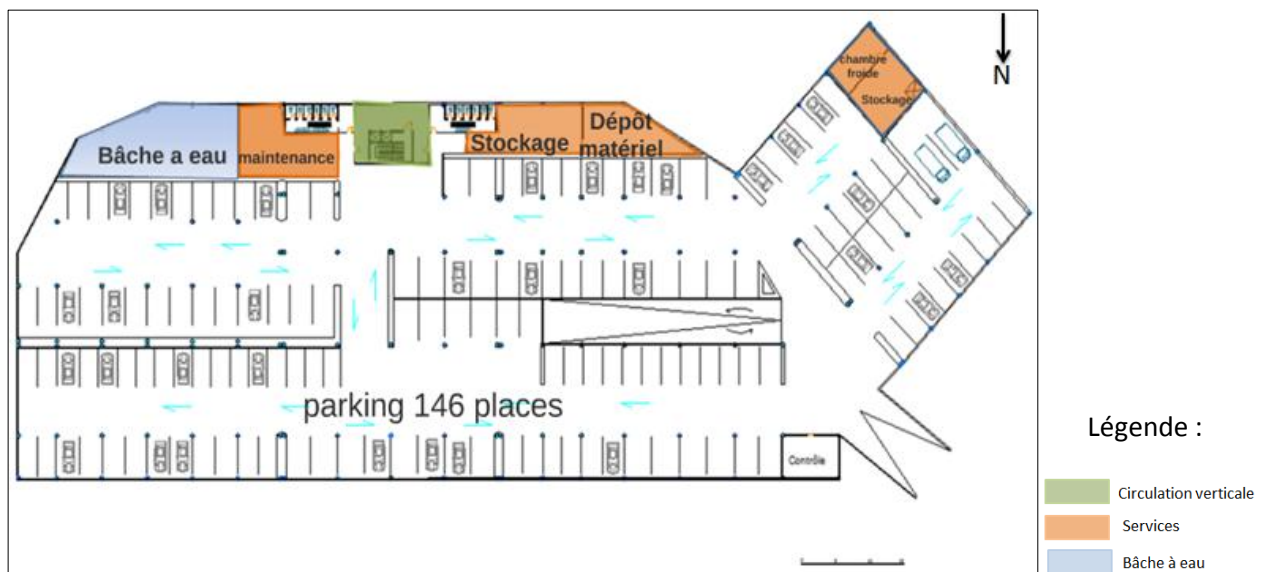 N
chambre
froide
Stockage
Bâche a eau
maintenance
Stockage
Dépôt
matériel
parking 146 places
Contrôle
Légende :
Circulation verticale
Services
Bâche à eau